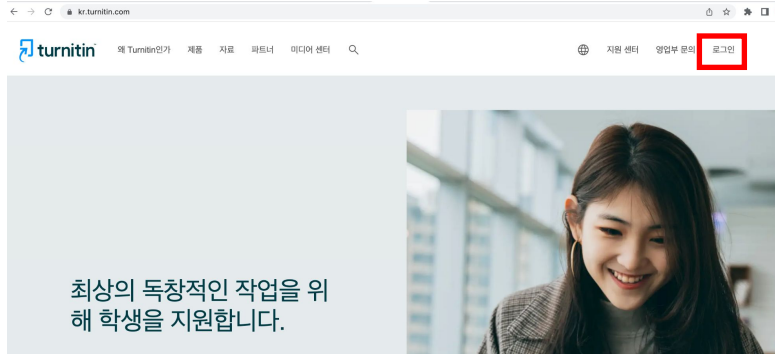 kr.turnitin.com
turnitin 왜 Turnitin인가 제품 자료 파트너 미디어 센터 지원 센터 영업부 문의 로그인
최상의 독창적인 작업을 위
해 학생을 지원합니다.